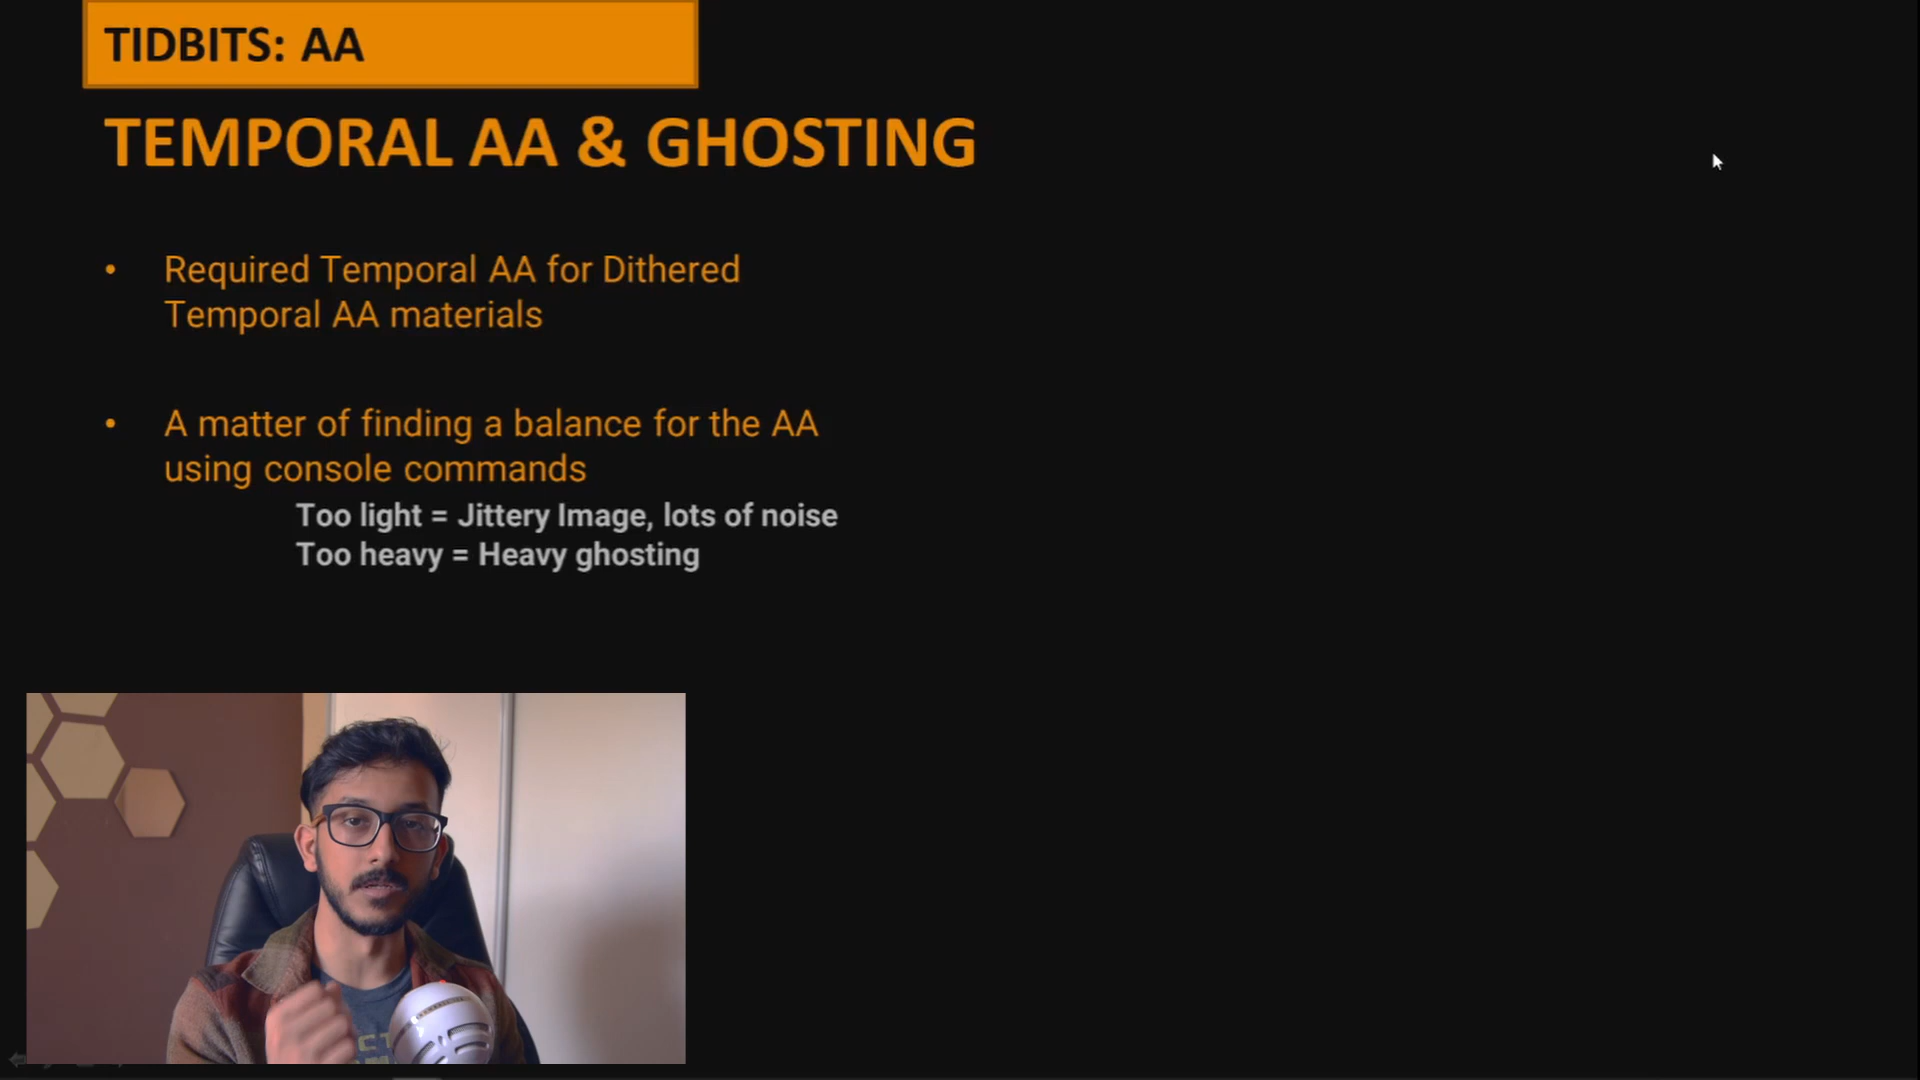 TIDBITS: AA
TEMPORAL AA & GHOSTING
• Required Temporal AA for Dithered
Temporal AA materials
• A matter of finding a balance for the AA
using console commands
Too light = Jittery Image, lots of noise
Too heavy = Heavy ghosting